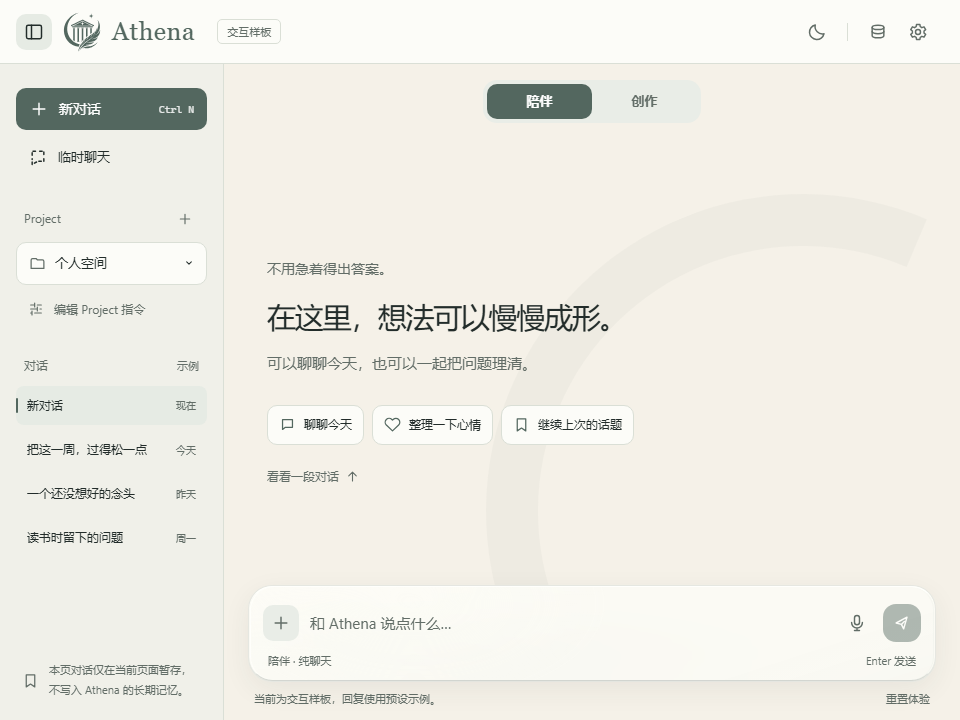 Athena
交互样板
新对话 Ctrl N
临时聊天
Project
个人空间
编辑 Project 指令
对话 示例
新对话 现在
把这一周，过得松一点 今天
一个还没想好的念头 昨天
读书时留下的问题 周一
本页对话仅在当前页面暂存，
不写入 Athena 的长期记忆。
陪伴 创作
不用急着得出答案。
在这里，想法可以慢慢成形。
可以聊聊今天，也可以一起把问题理清。
聊聊今天 整理一下心情 继续上次的话题
看看一段对话 ↑
和 Athena 说点什么...
陪伴 · 纯聊天 Enter 发送
当前为交互样板，回复使用预设示例。 重置体验